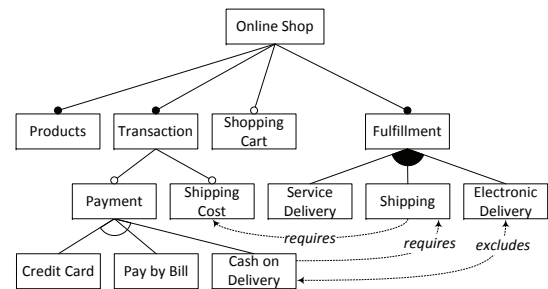 Online Shop
Products
Transaction
Shopping
Cart
Fulfillment
Payment
Shipping
Cost
Service
Delivery
Shipping
Electronic
Delivery
requires
requires
excludes
Credit Card
Pay by Bill
Cash on
Delivery